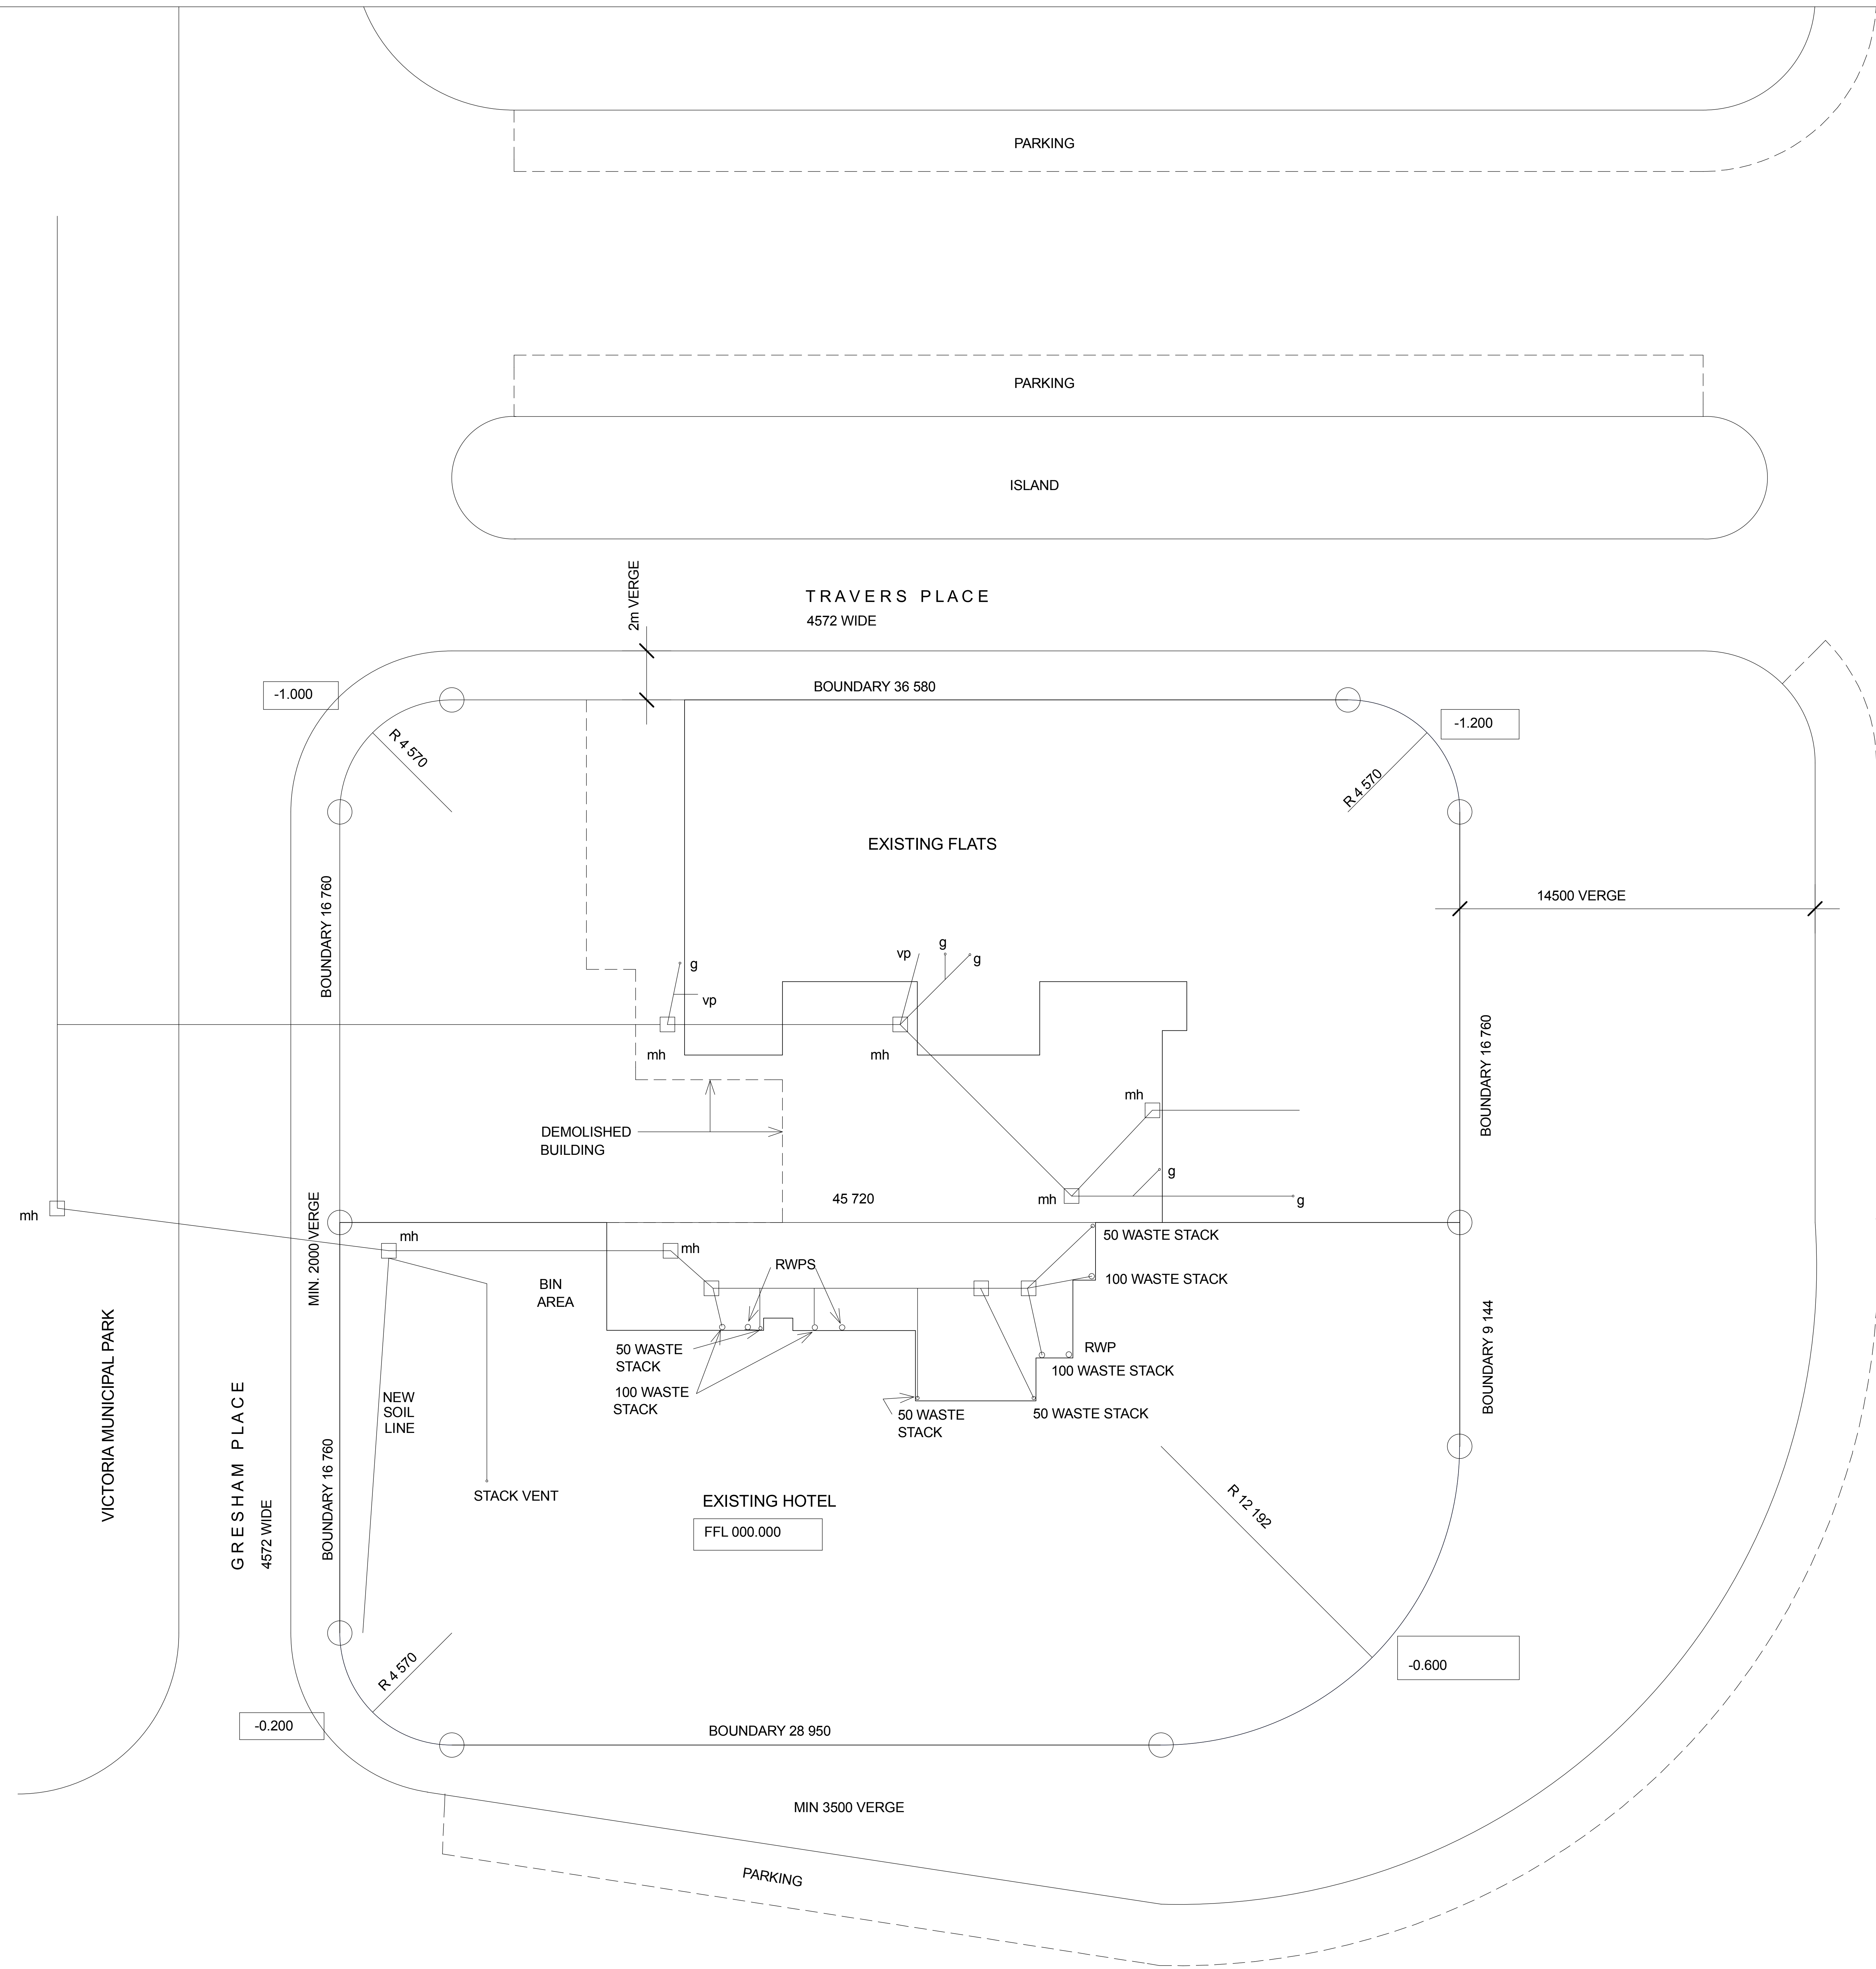 PARKING
PARKING
ISLAND
2m VERGE
TRAVERS PLACE
4572 WIDE
-1.000
BOUNDARY 36 580
-1.200
R 4 570
R 4 570
EXISTING FLATS
BOUNDARY 16 760
14500 VERGE
g
vp
g
g
vp
mh
mh
BOUNDARY 16 760
mh
DEMOLISHED
BUILDING
g
45 720
mh
g
mh
MIN. 2000 VERGE
mh
mh
50 WASTE STACK
RWPS
100 WASTE STACK
BIN
AREA
50 WASTE
STACK
RWP
100 WASTE STACK
100 WASTE
STACK
50 WASTE
STACK
50 WASTE STACK
BOUNDARY 9 144
VICTORIA MUNICIPAL PARK
GRESHAM PLACE
4572 WIDE
BOUNDARY 16 760
NEW
SOIL
LINE
STACK VENT
EXISTING HOTEL
FFL 000.000
R 12 192
R 4 570
-0.600
-0.200
BOUNDARY 28 950
MIN 3500 VERGE
PARKING